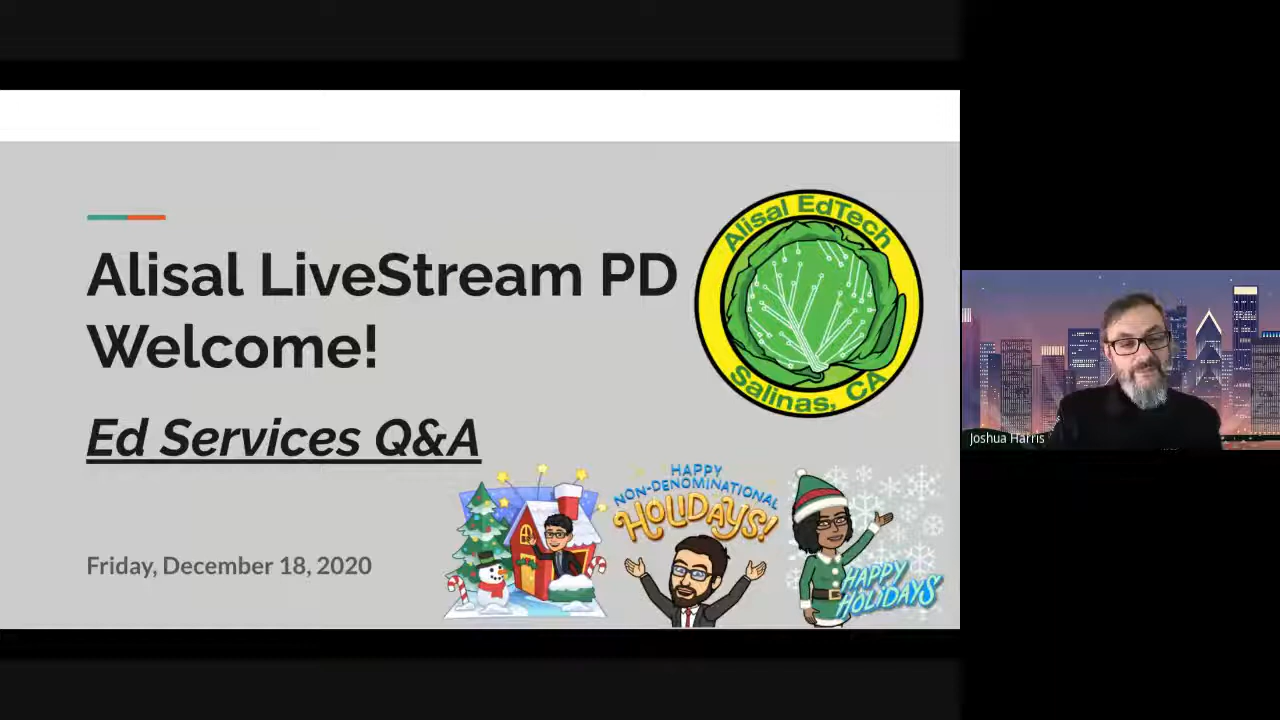 Alisal LiveStream PD
Welcome!
Ed Services Q&A
Friday, December 18, 2020
Alisal EdTech
Salinas, CA
HAPPY
NON-DENOMINATIONAL
HOLIDAYS!
HAPPY
HOLIDAYS
Joshua Harris